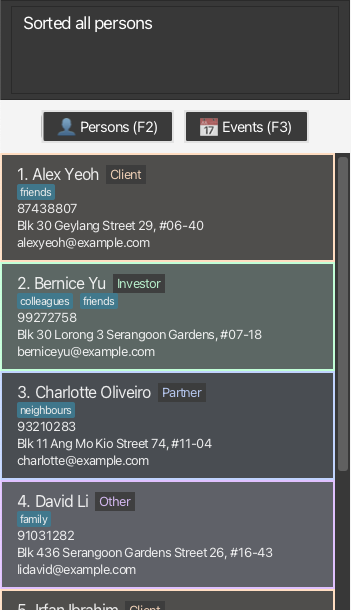 Sorted all persons
Persons (F2) Events (F3)
1. Alex Yeoh Client
friends
87438807
Blk 30 Geylang Street 29, #06-40
alexyeoh@example.com
2. Bernice Yu Investor
colleagues friends
99272758
Blk 30 Lorong 3 Serangoon Gardens, #07-18
berniceyu@example.com
3. Charlotte Oliveiro Partner
neighbours
93210283
Blk 11 Ang Mo Kio Street 74, #11-04
charlotte@example.com
4. David Li Other
family
91031282
Blk 436 Serangoon Gardens Street 26, #16-43
lidavid@example.com
5. Irfan Ibrahim Client